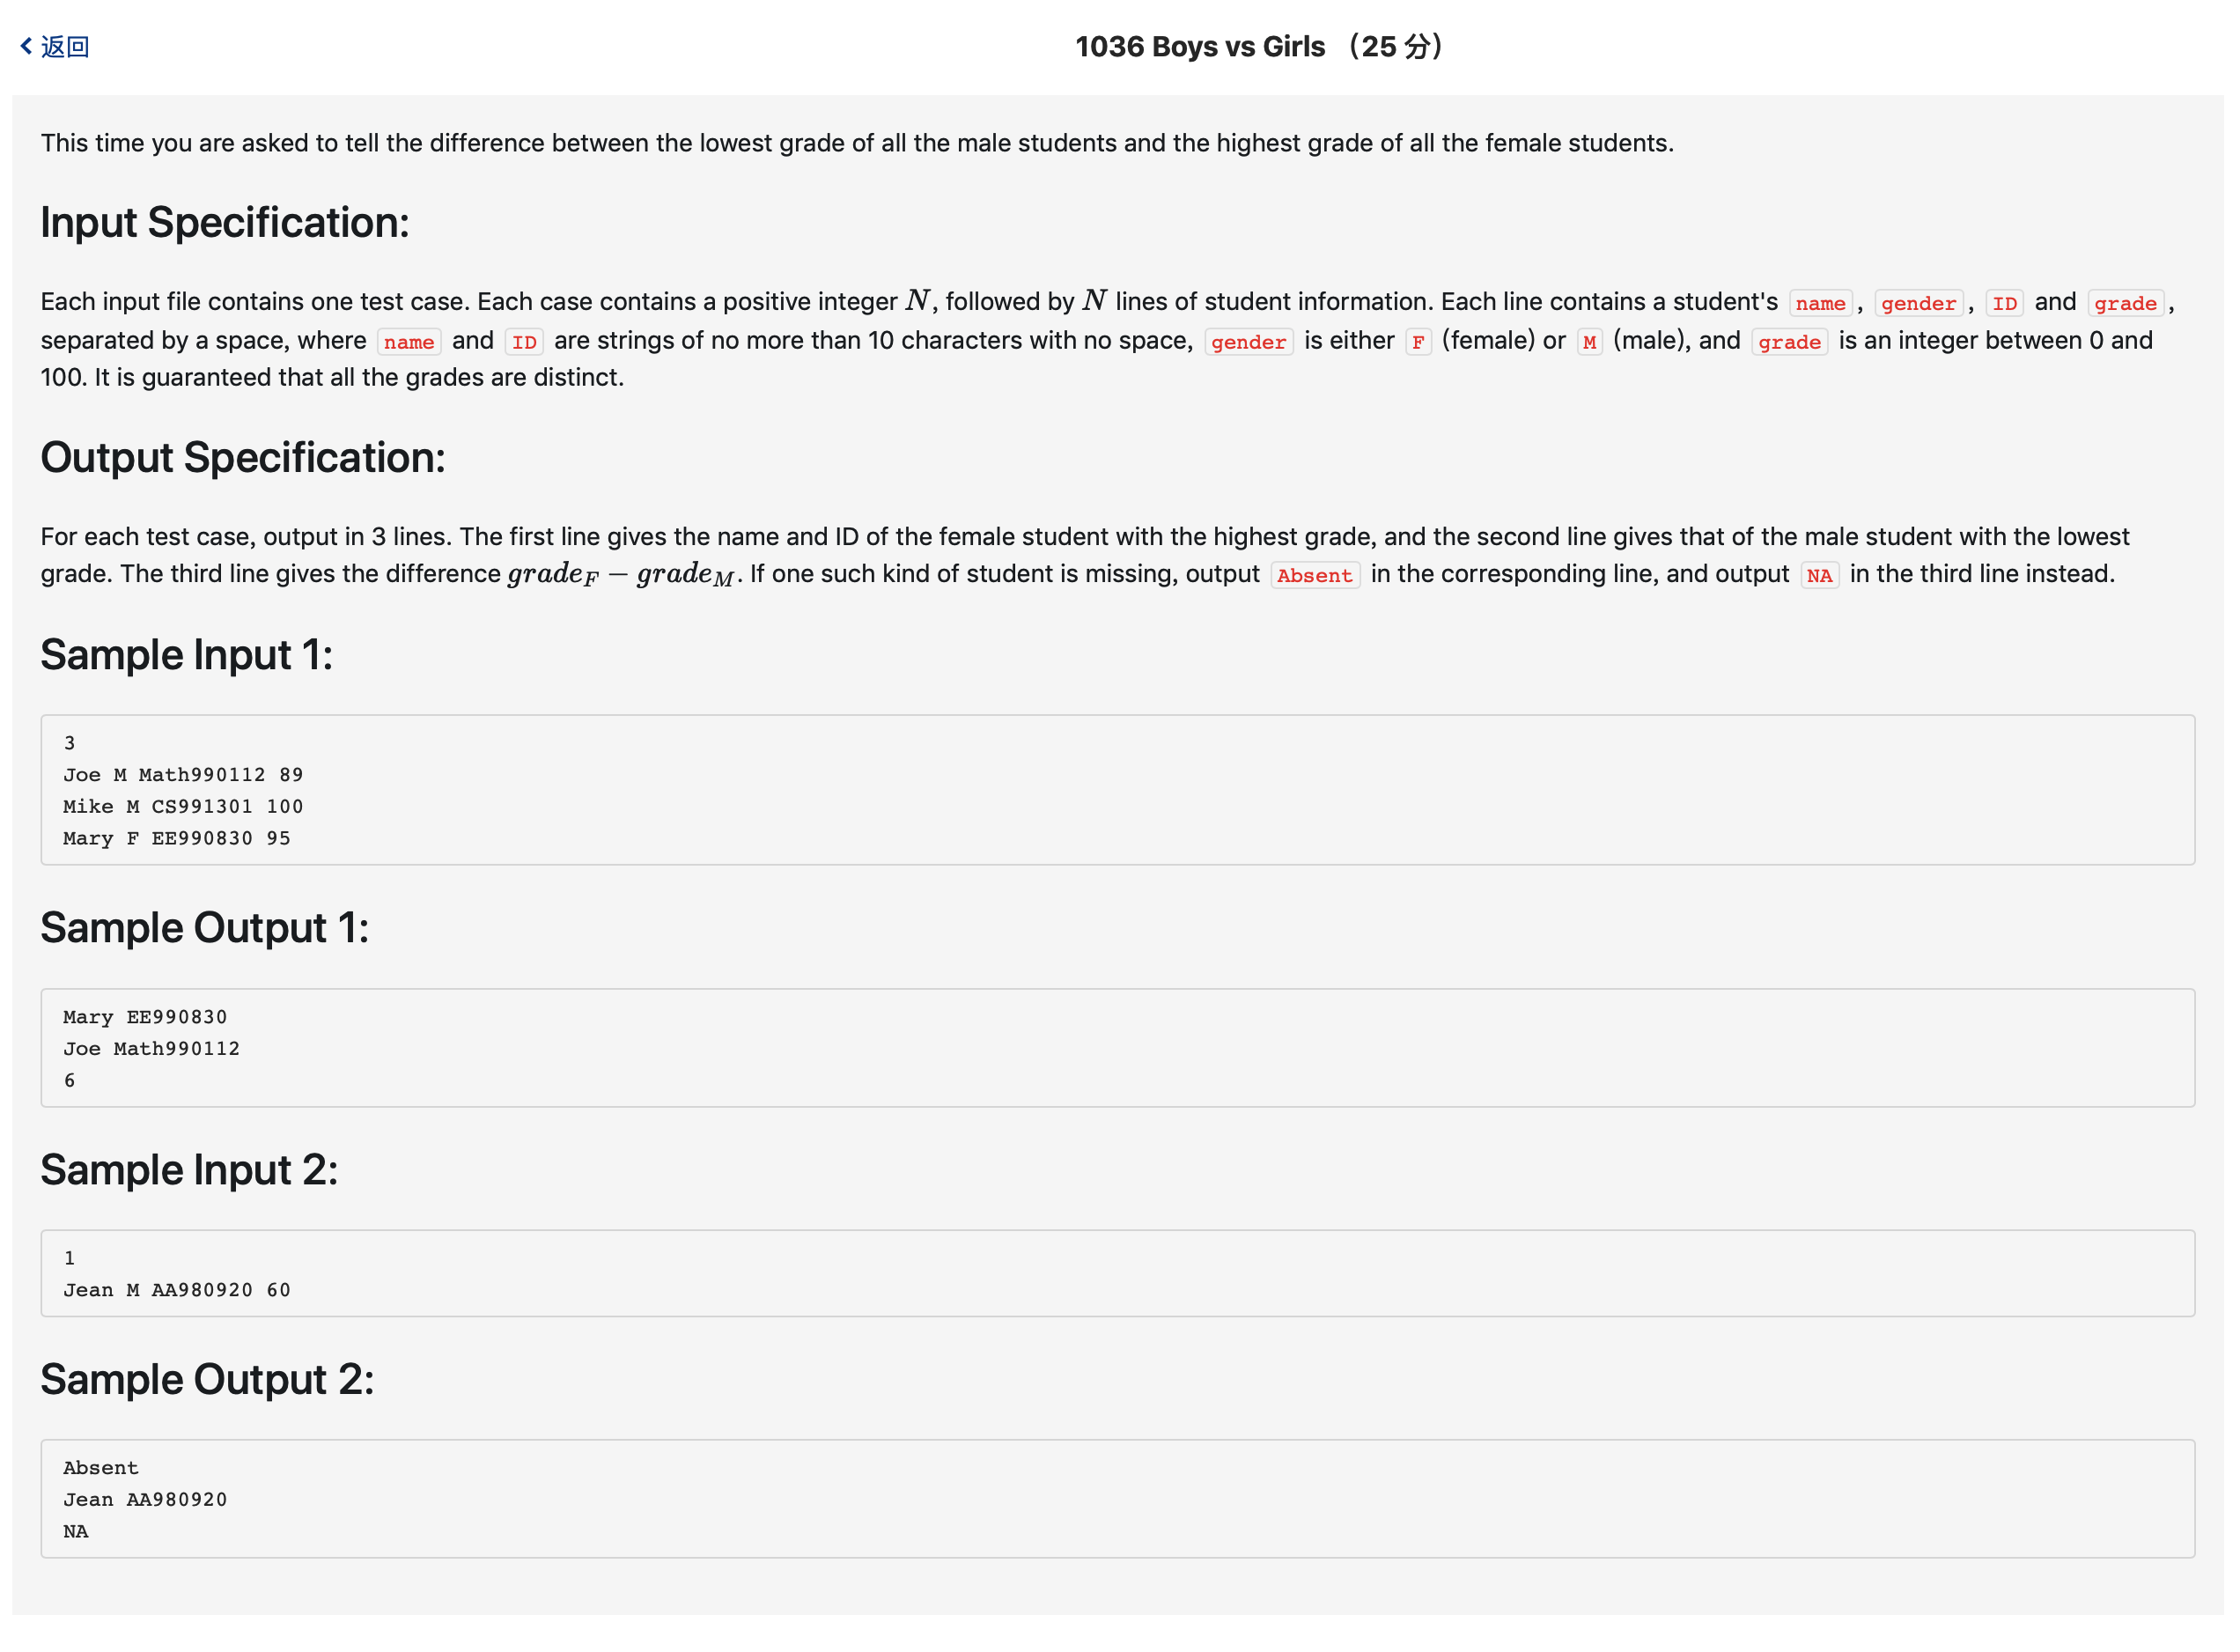 返回
1036 Boys vs Girls （25 分）
This time you are asked to tell the difference between the lowest grade of all the male students and the highest grade of all the female students.
Input Specification:
Each input file contains one test case. Each case contains a positive integer N, followed by N lines of student information. Each line contains a student's name , gender , ID and grade ,
separated by a space, where name and ID are strings of no more than 10 characters with no space, gender is either F (female) or M (male), and grade is an integer between 0 and
100. It is guaranteed that all the grades are distinct.
Output Specification:
For each test case, output in 3 lines. The first line gives the name and ID of the female student with the highest grade, and the second line gives that of the male student with the lowest
grade. The third line gives the difference grade_F − grade_M. If one such kind of student is missing, output Absent in the corresponding line, and output NA in the third line instead.
Sample Input 1:
3
Joe M Math990112 89
Mike M CS991301 100
Mary F EE990830 95
Sample Output 1:
Mary EE990830
Joe Math990112
6
Sample Input 2:
1
Jean M AA980920 60
Sample Output 2:
Absent
Jean AA980920
NA